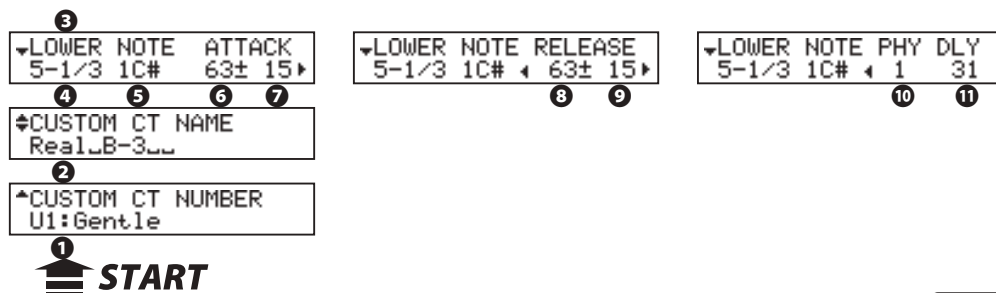 ❸
LOWER NOTE ATTACK
5-1/3 1C# 63± 15
❹ ❺ ❻ ❼
LOWER NOTE RELEASE
5-1/3 1C# 63± 15
❽ ❾
LOWER NOTE PHY DLY
5-1/3 1C# 1 31
❿ ⓫
CUSTOM CT NAME
Real␣B-3␣␣
❷
CUSTOM CT NUMBER
U1:Gentle
❶
START